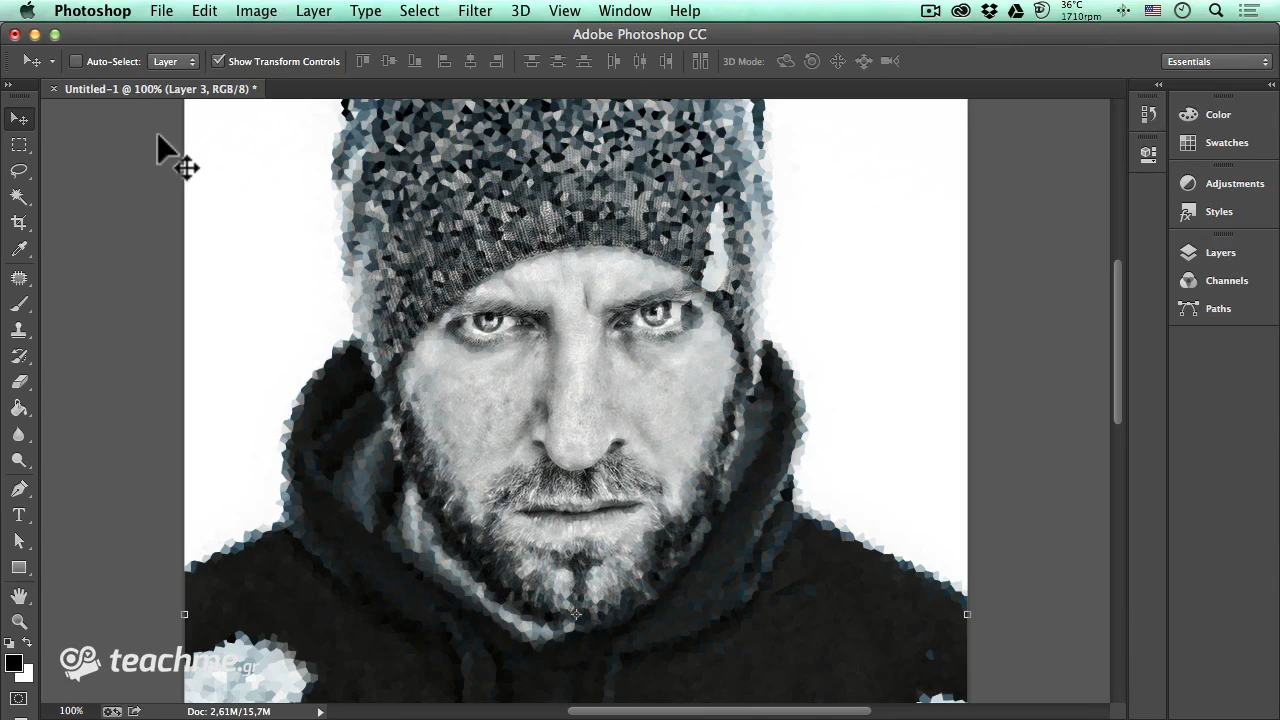 Photoshop File Edit Image Layer Type Select Filter 3D View Window Help 36°C 1710rpm
Adobe Photoshop CC
Auto-Select: Layer Show Transform Controls 3D Mode: Essentials
Untitled-1 @ 100% (Layer 3, RGB/8) *
Color
Swatches
Adjustments
Styles
Layers
Channels
Paths
teachme.gr
100% Doc: 2,61M/15,7M